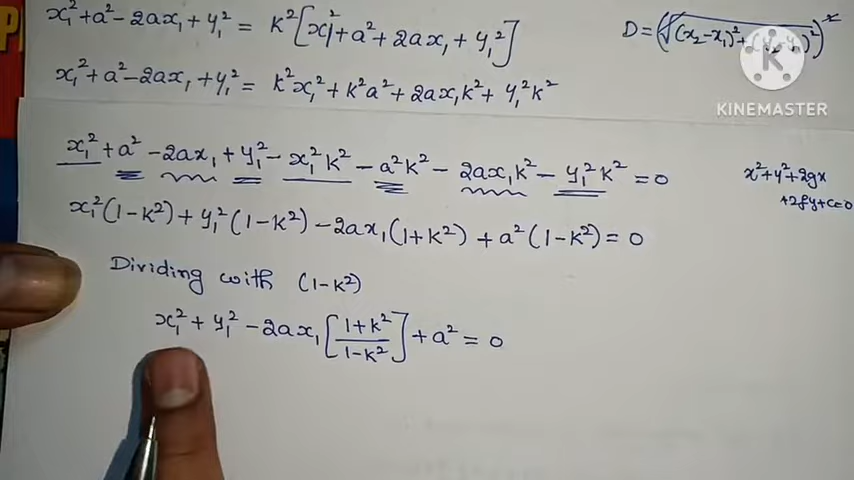 x₁²+a²-2ax₁+y₁² = k²[x₁²+a²+2ax₁+y₁²]
D=(√(x₂-x₁)²+(y₂-y₁)²)²
x₁²+a²-2ax₁+y₁²= k²x₁²+k²a²+2ax₁k²+y₁²k²
KINEMASTER
x₁²+a²-2ax₁+y₁²-x₁²k²-a²k²-2ax₁k²-y₁²k²=0
x²+y²+2gx
+2fy+c=0
x₁²(1-k²)+y₁²(1-k²)-2ax₁(1+k²)+a²(1-k²)=0
Dividing with (1-k²)
x₁²+y₁²-2ax₁[(1+k²)/(1-k²)]+a²=0